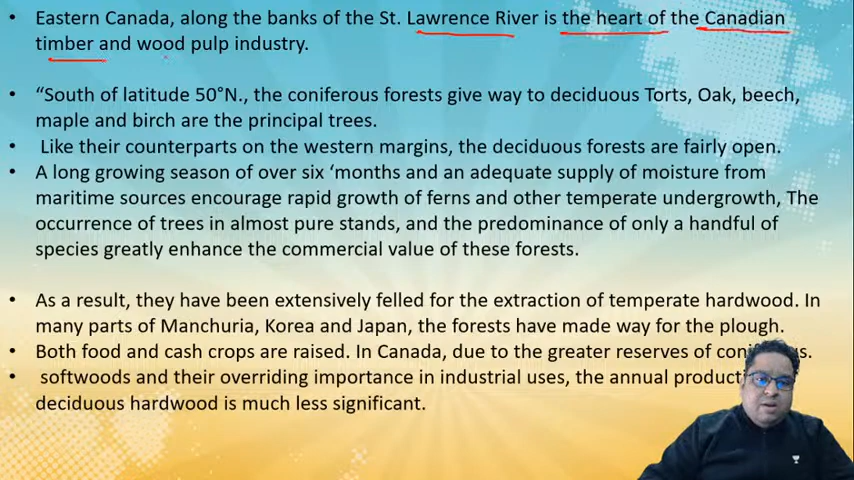 • Eastern Canada, along the banks of the St. Lawrence River is the heart of the Canadian
timber and wood pulp industry.
• “South of latitude 50°N., the coniferous forests give way to deciduous Torts, Oak, beech,
maple and birch are the principal trees.
• Like their counterparts on the western margins, the deciduous forests are fairly open.
• A long growing season of over six ‘months and an adequate supply of moisture from
maritime sources encourage rapid growth of ferns and other temperate undergrowth, The
occurrence of trees in almost pure stands, and the predominance of only a handful of
species greatly enhance the commercial value of these forests.
• As a result, they have been extensively felled for the extraction of temperate hardwood. In
many parts of Manchuria, Korea and Japan, the forests have made way for the plough.
• Both food and cash crops are raised. In Canada, due to the greater reserves of
• softwoods and their overriding importance in industrial uses, the annual
deciduous hardwood is much less significant.